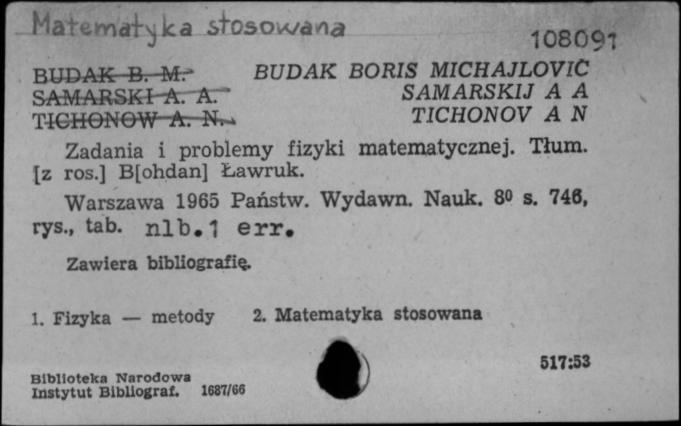 Matematyka stosowana
108091
BUDAK B. M. BUDAK BORIS MICHAJLOVIČ
SAMARSKI A. A. SAMARSKIJ A A
TICHONOW A. N. TICHONOV A N
Zadania i problemy fizyki matematycznej. Tłum.
[z ros.] B[ohdan] Ławruk.
Warszawa 1965 Państw. Wydawn. Nauk. 8⁰ s. 746,
rys., tab. nlb.1 err.
Zawiera bibliografię.
1. Fizyka — metody 2. Matematyka stosowana
517:53
Biblioteka Narodowa
Instytut Bibliograf. 1687/66